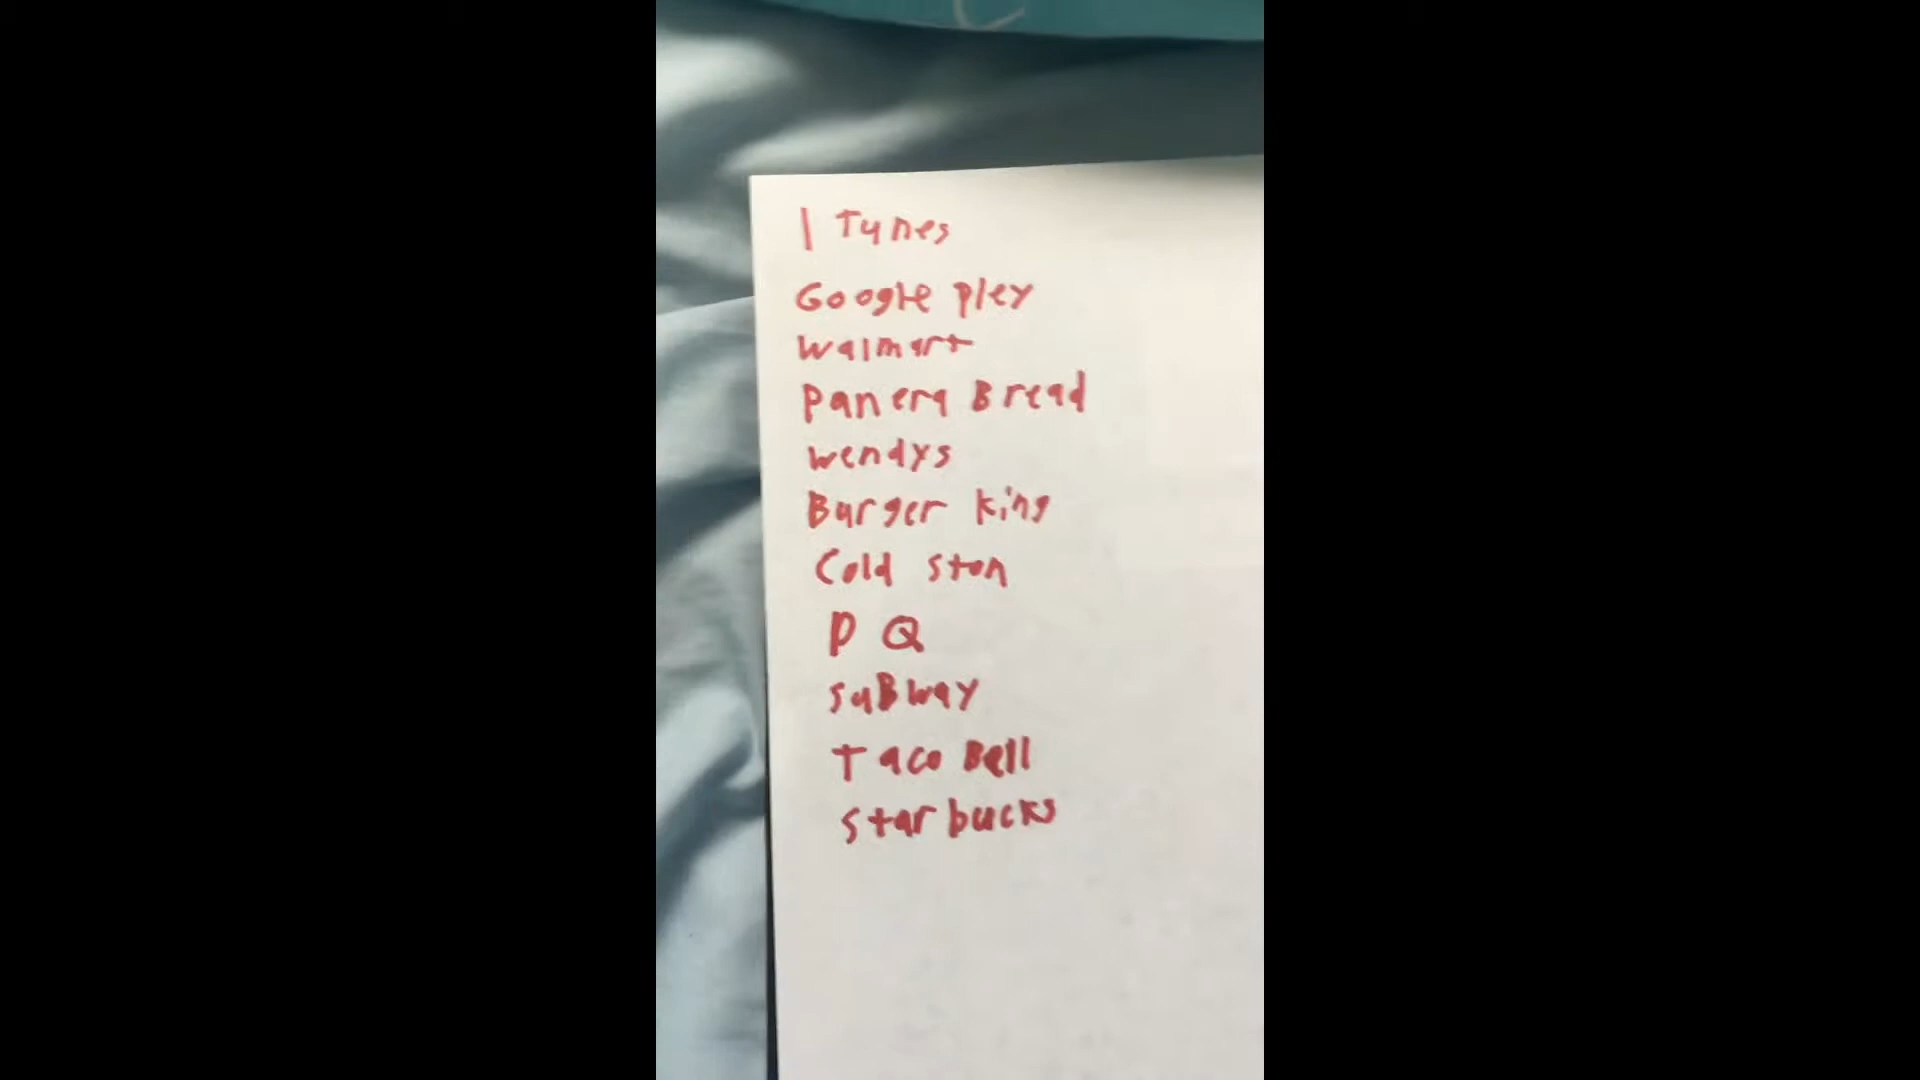 I Tunes
Google pley
walmart
Panera Bread
wendys
Burger king
Cold ston
D Q
suBway
Taco Bell
starbucks